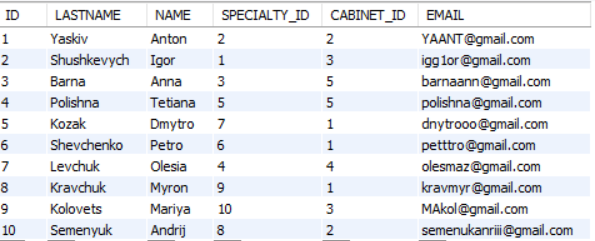 ID LASTNAME NAME SPECIALTY_ID CABINET_ID EMAIL
1 Yaskiv Anton 2 2 YAANT@gmail.com
2 Shushkevych Igor 1 3 igg1or@gmail.com
3 Barna Anna 3 5 barnaann@gmail.com
4 Polishna Tetiana 5 5 polishna@gmail.com
5 Kozak Dmytro 7 1 dnytrooo@gmail.com
6 Shevchenko Petro 6 1 petttro@gmail.com
7 Levchuk Olesia 4 4 olesmaz@gmail.com
8 Kravchuk Myron 9 1 kravmyr@gmail.com
9 Kolovets Mariya 10 3 MAkol@gmail.com
10 Semenyuk Andrij 8 2 semenukanriii@gmail.com